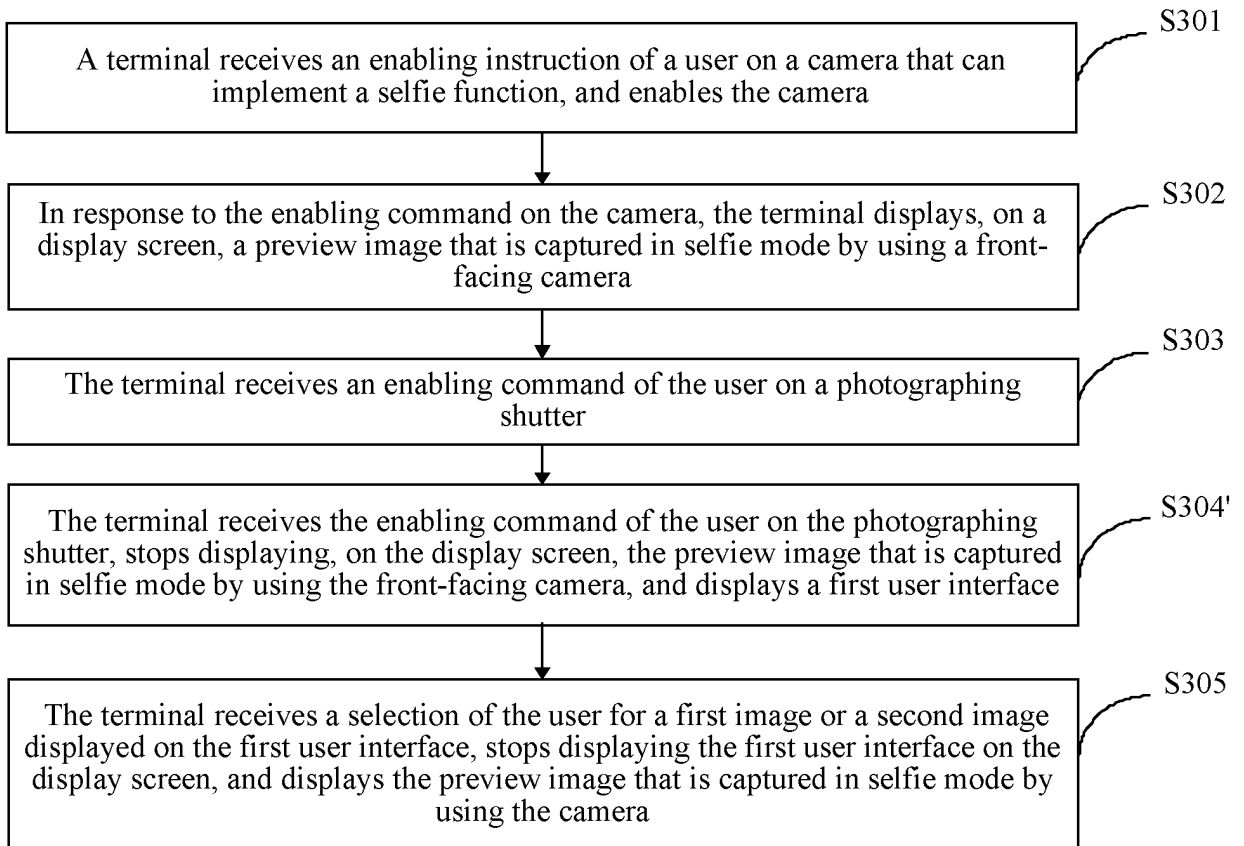 S301
A terminal receives an enabling instruction of a user on a camera that can
implement a selfie function, and enables the camera
S302
In response to the enabling command on the camera, the terminal displays, on a
display screen, a preview image that is captured in selfie mode by using a front-
facing camera
S303
The terminal receives an enabling command of the user on a photographing
shutter
S304'
The terminal receives the enabling command of the user on the photographing
shutter, stops displaying, on the display screen, the preview image that is captured
in selfie mode by using the front-facing camera, and displays a first user interface
S305
The terminal receives a selection of the user for a first image or a second image
displayed on the first user interface, stops displaying the first user interface on the
display screen, and displays the preview image that is captured in selfie mode by
using the camera